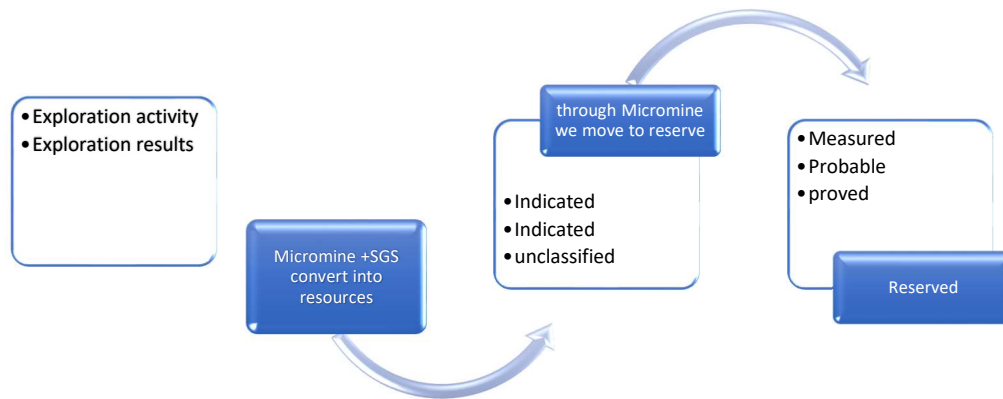 •Exploration activity
•Exploration results
Micromine +SGS
convert into
resources
through Micromine
we move to reserve
•Indicated
•Indicated
•unclassified
•Measured
•Probable
•proved
Reserved